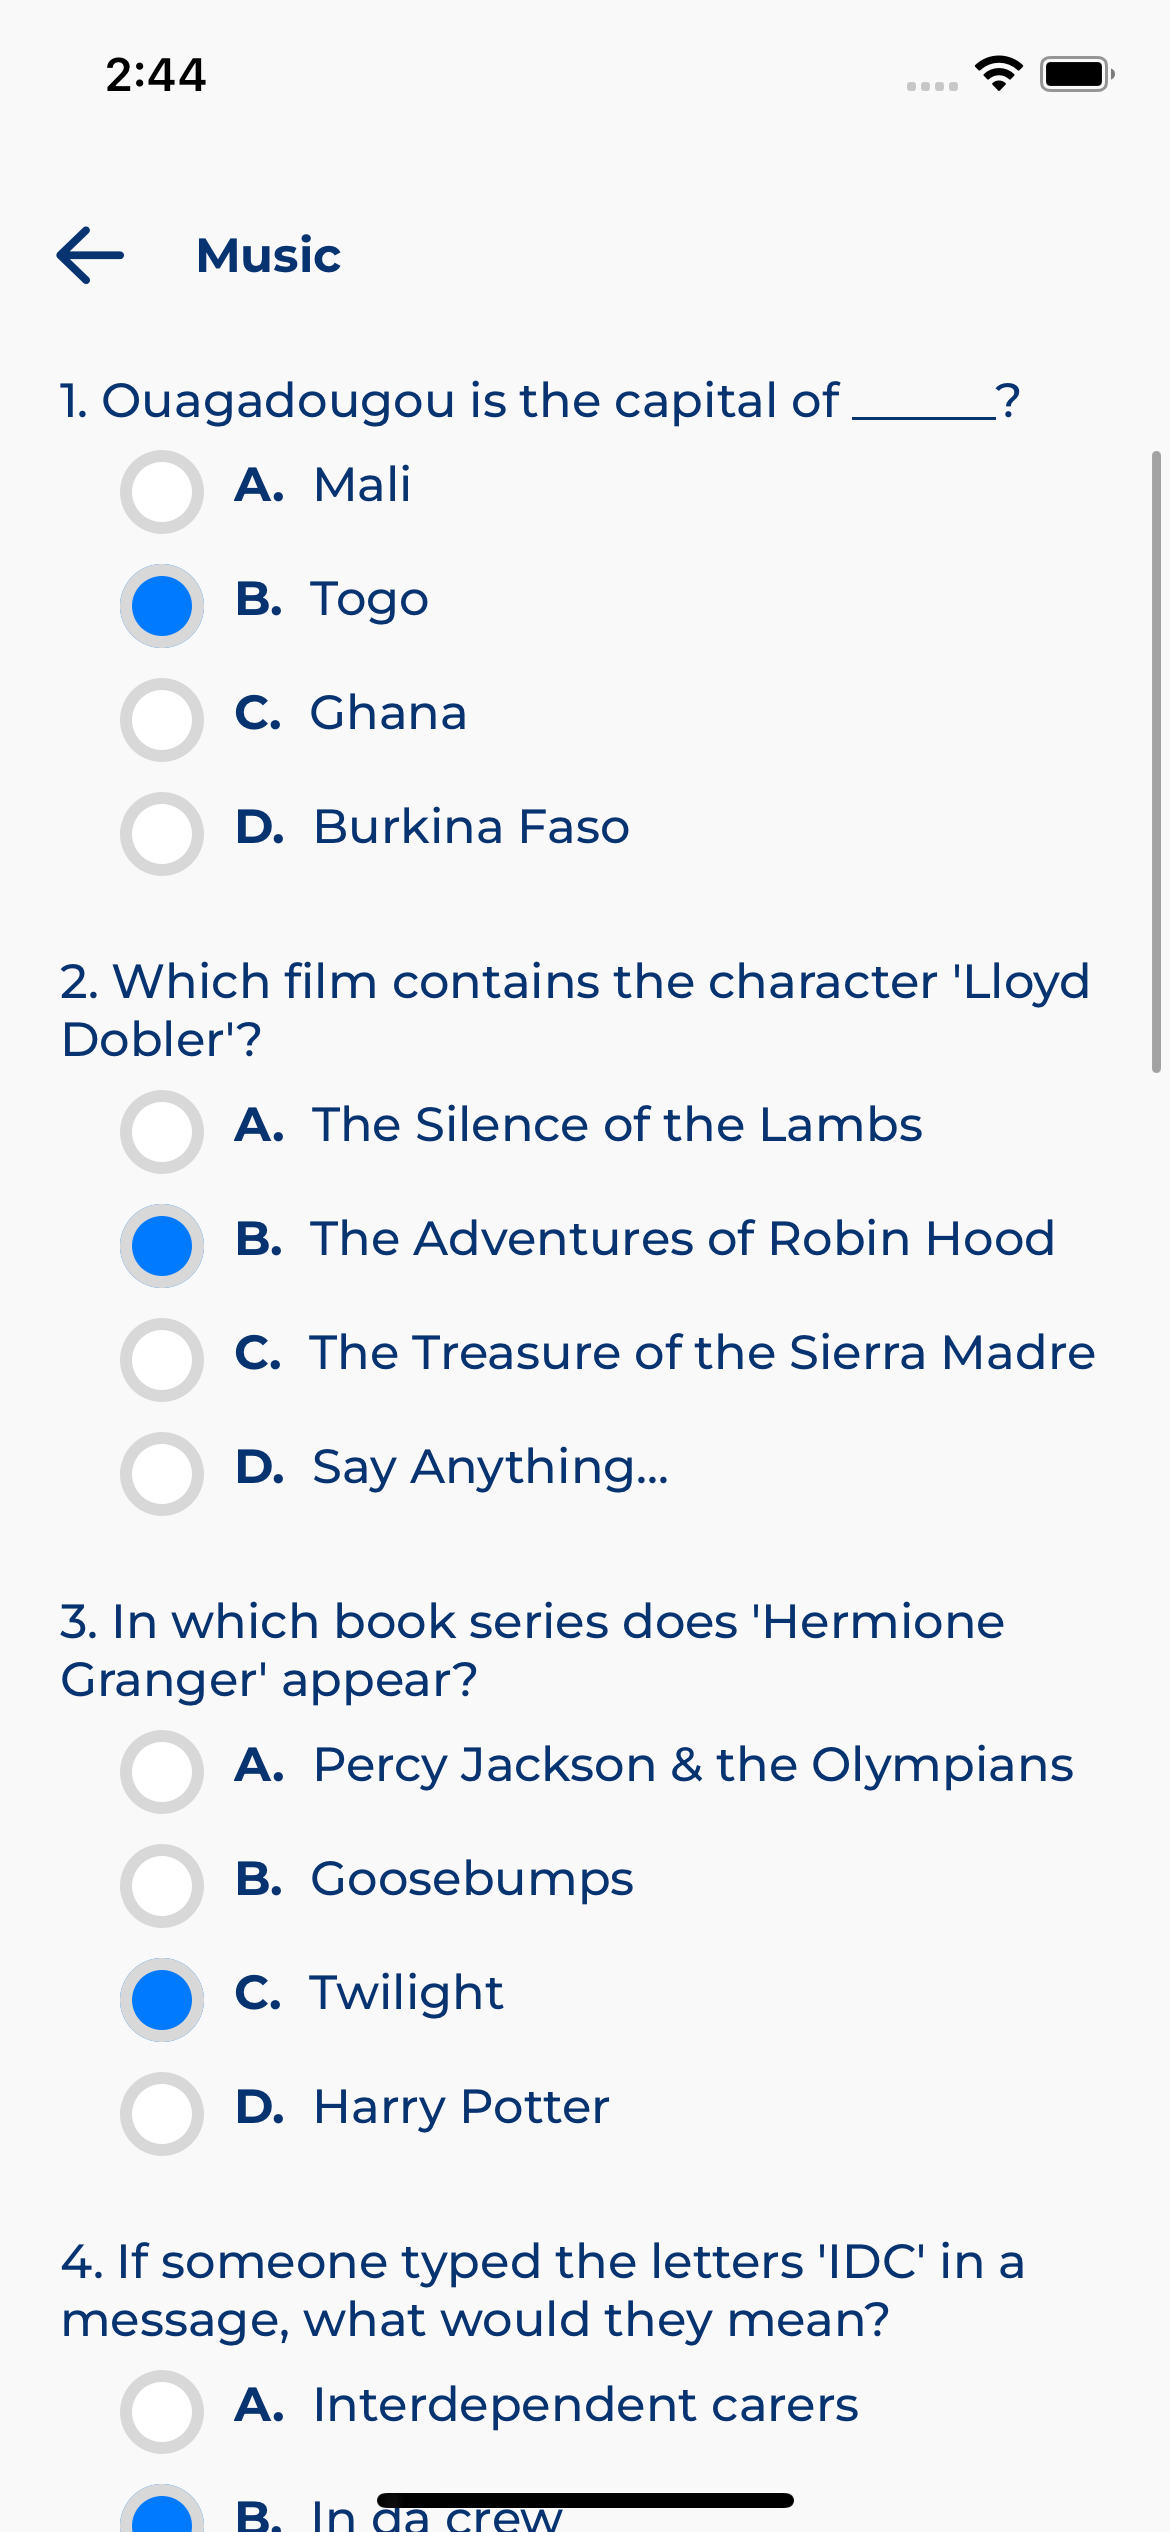 2:44
Music
1. Ouagadougou is the capital of ______?
A. Mali
B. Togo
C. Ghana
D. Burkina Faso
2. Which film contains the character 'Lloyd
Dobler'?
A. The Silence of the Lambs
B. The Adventures of Robin Hood
C. The Treasure of the Sierra Madre
D. Say Anything...
3. In which book series does 'Hermione
Granger' appear?
A. Percy Jackson & the Olympians
B. Goosebumps
C. Twilight
D. Harry Potter
4. If someone typed the letters 'IDC' in a
message, what would they mean?
A. Interdependent carers
B. In da crew